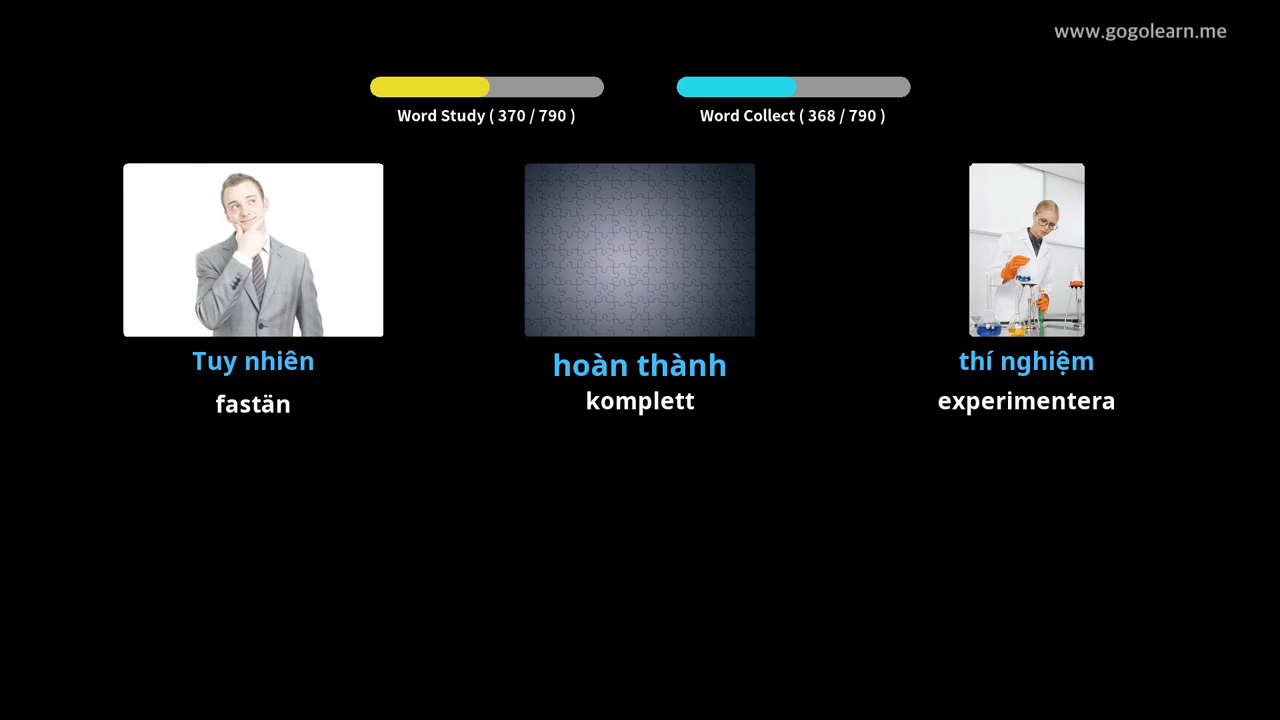 www.gogolearn.me
Word Study ( 370 / 790 )
Word Collect ( 368 / 790 )
Tuy nhiên
hoàn thành
thí nghiệm
fastän
komplett
experimentera